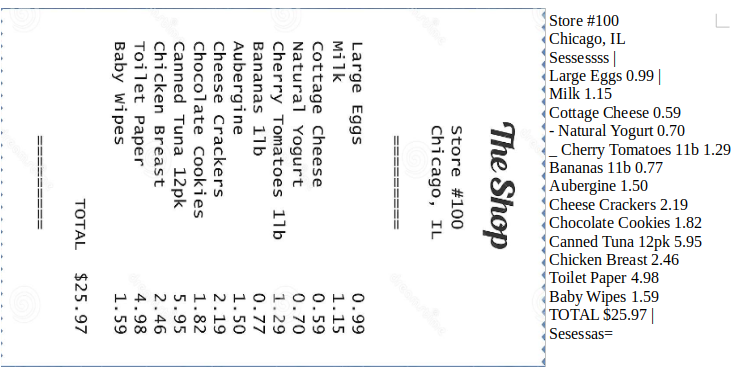 The Shop
Store #100
Chicago, IL
=========
Large Eggs 0.99
Milk 1.15
Cottage Cheese 0.59
Natural Yogurt 0.70
Cherry Tomatoes 1lb 1.29
Bananas 1lb 0.77
Aubergine 1.50
Cheese Crackers 2.19
Chocolate Cookies 1.82
Canned Tuna 12pk 5.95
Chicken Breast 2.46
Toilet Paper 4.98
Baby Wipes 1.59
TOTAL $25.97
=========
Store #100
Chicago, IL
Sessessss |
Large Eggs 0.99 |
Milk 1.15
Cottage Cheese 0.59
- Natural Yogurt 0.70
_ Cherry Tomatoes 11b 1.29
Bananas 11b 0.77
Aubergine 1.50
Cheese Crackers 2.19
Chocolate Cookies 1.82
Canned Tuna 12pk 5.95
Chicken Breast 2.46
Toilet Paper 4.98
Baby Wipes 1.59
TOTAL $25.97 |
Sesessas=